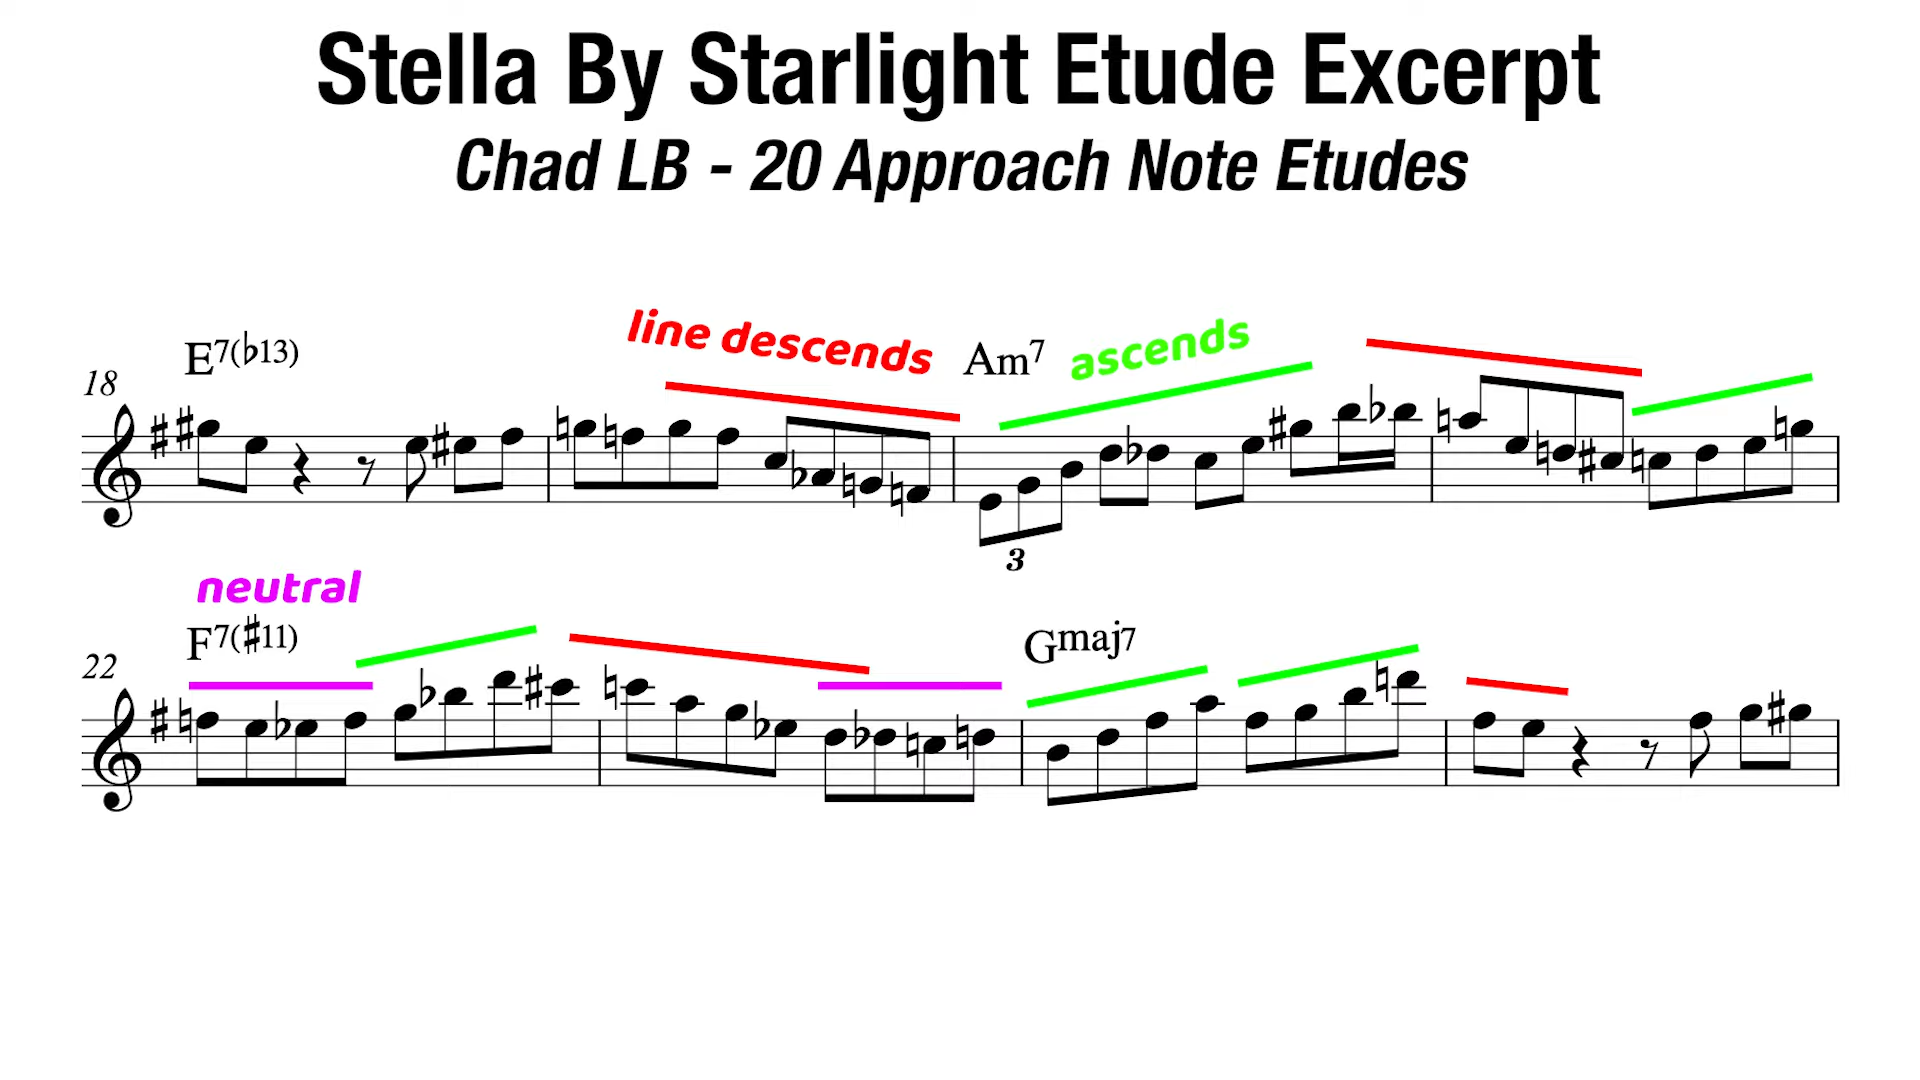 Stella By Starlight Etude Excerpt
Chad LB - 20 Approach Note Etudes
line descends
ascends
E7(♭13)
Am7
18
3
neutral
F7(♯11)
Gmaj7
22